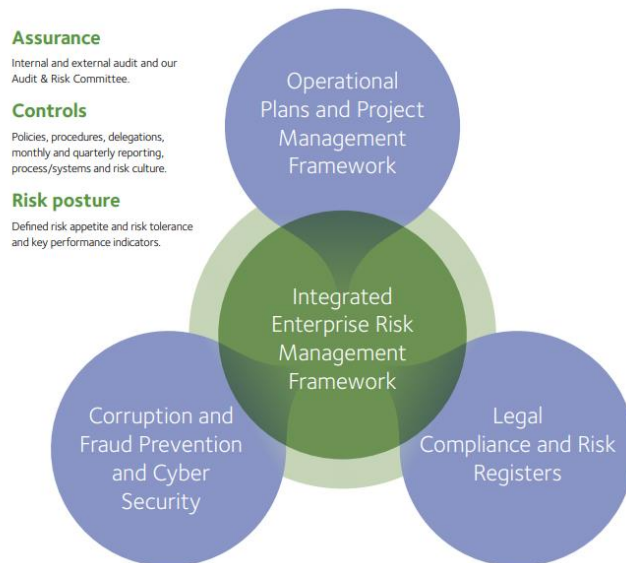 Assurance
Internal and external audit and our
Audit & Risk Committee.
Controls
Policies, procedures, delegations,
monthly and quarterly reporting,
process/systems and risk culture.
Risk posture
Defined risk appetite and risk tolerance
and key performance indicators.
Operational
Plans and Project
Management
Framework
Integrated
Enterprise Risk
Management
Framework
Corruption and
Fraud Prevention
and Cyber
Security
Legal
Compliance and Risk
Registers